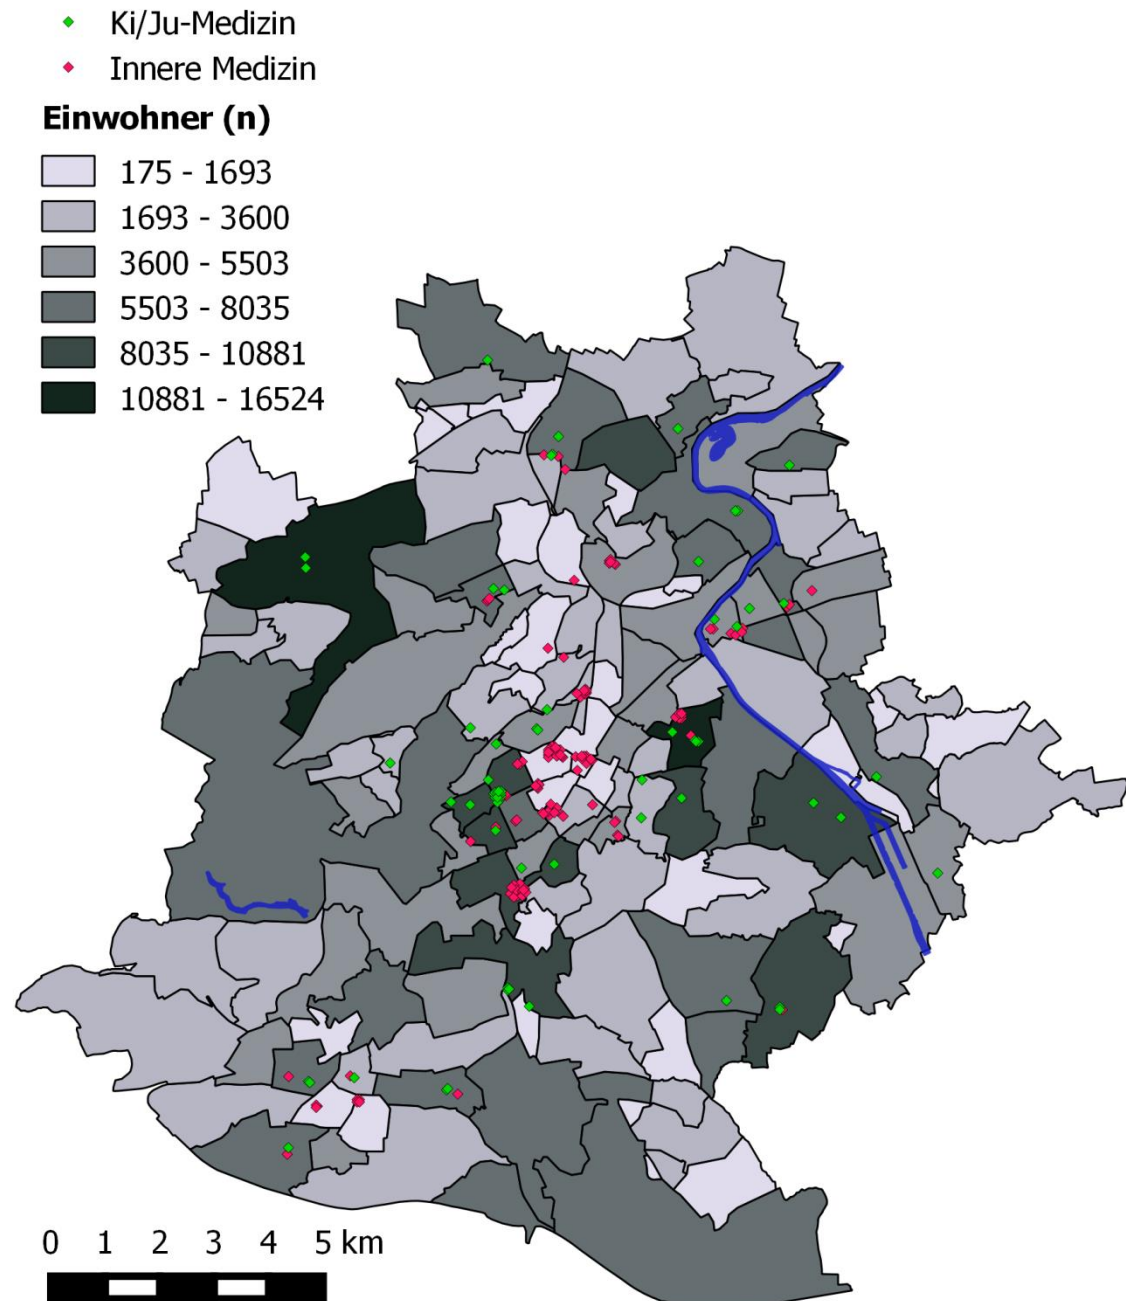 Ki/Ju-Medizin
Innere Medizin
Einwohner (n)
175 - 1693
1693 - 3600
3600 - 5503
5503 - 8035
8035 - 10881
10881 - 16524
0 1 2 3 4 5 km